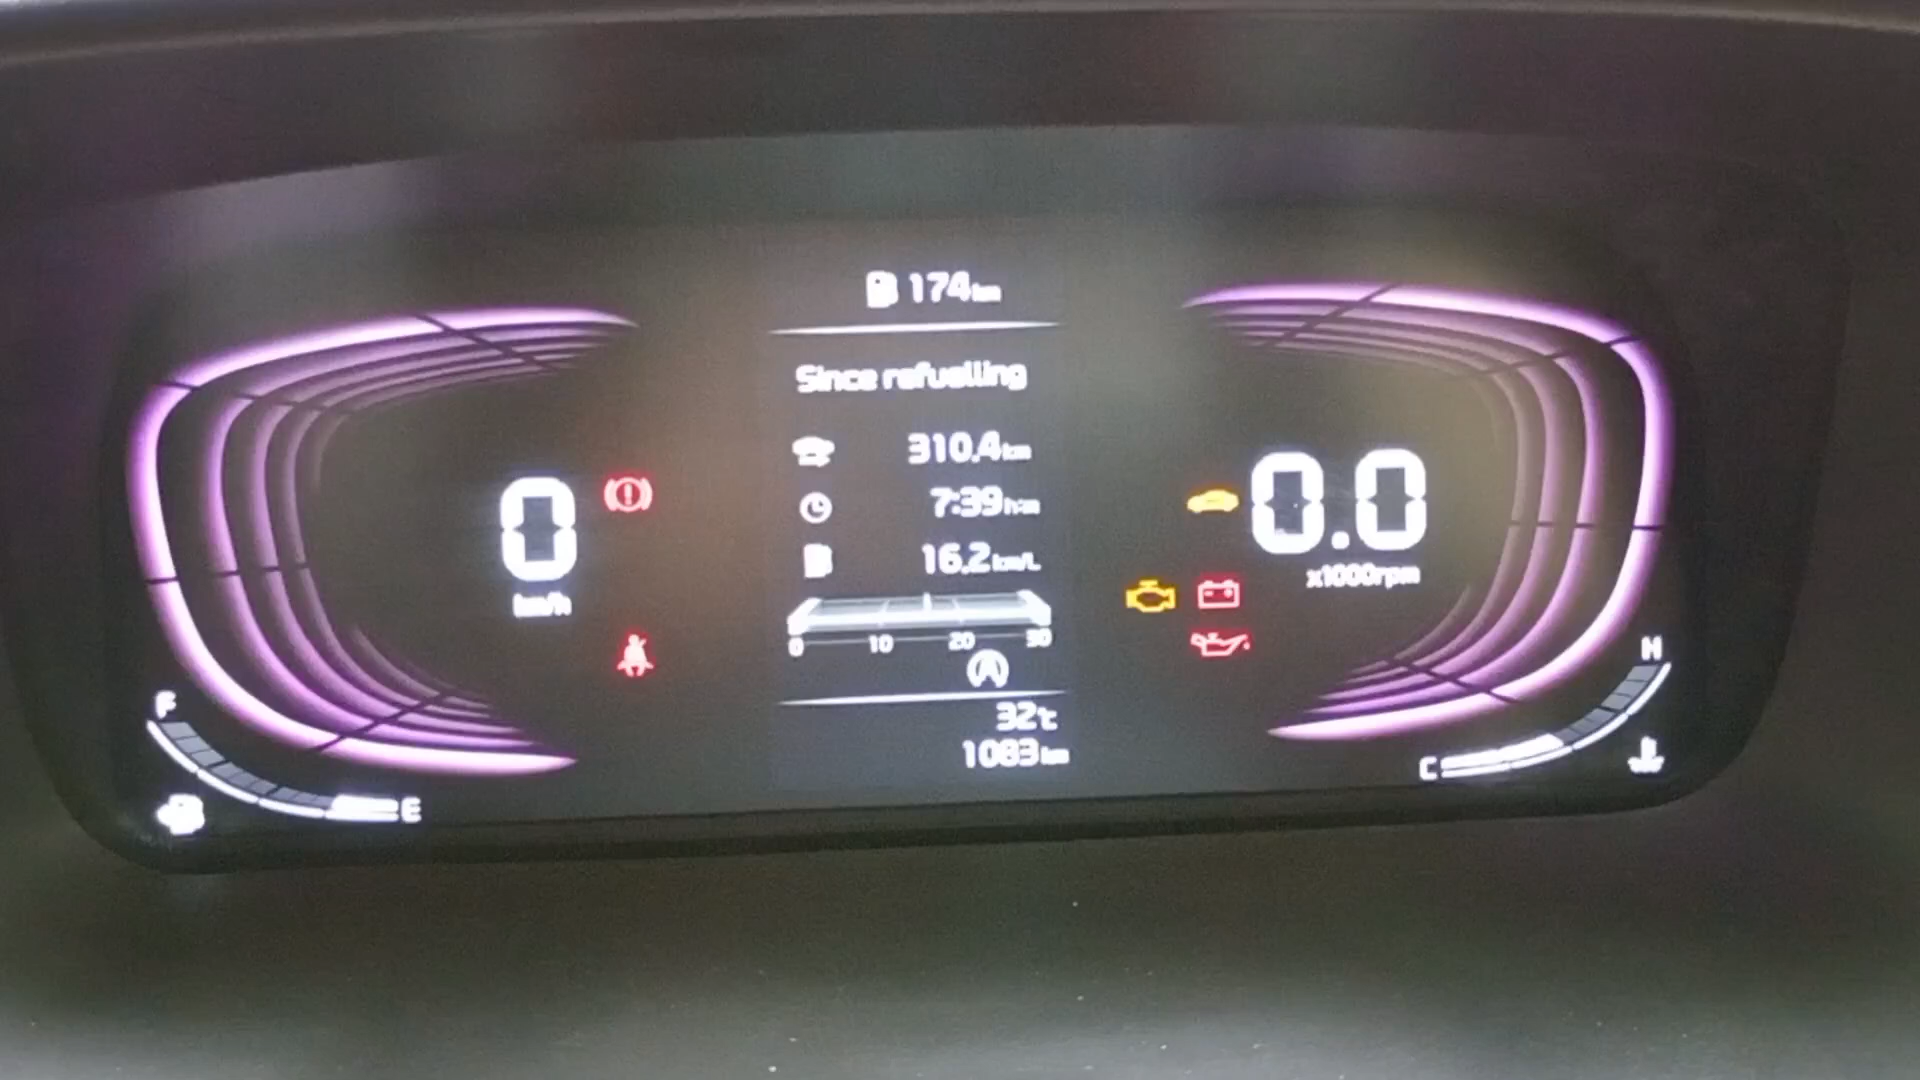 174km
Since refuelling
310.4km
7:39h:m
16.2km/L
0 10 20 30
A
32℃
1083km
0
km/h
F
E
0.0
x1000rpm
H
C